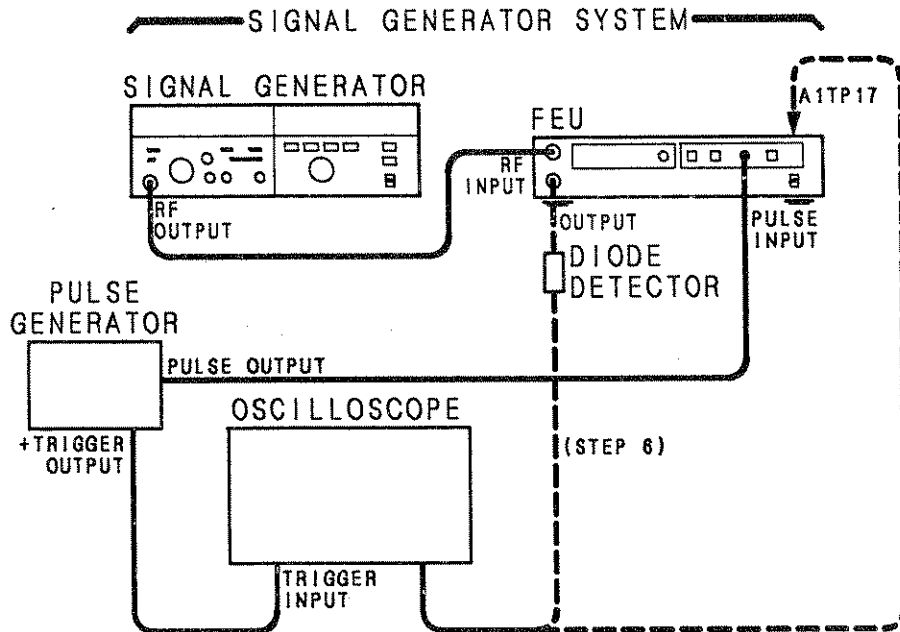 SIGNAL GENERATOR SYSTEM
SIGNAL GENERATOR
A1TP17
FEU
RF
INPUT
RF
OUTPUT
OUTPUT
PULSE
INPUT
DIODE
DETECTOR
PULSE
GENERATOR
PULSE OUTPUT
OSCILLOSCOPE
+TRIGGER
OUTPUT
(STEP 6)
TRIGGER
INPUT